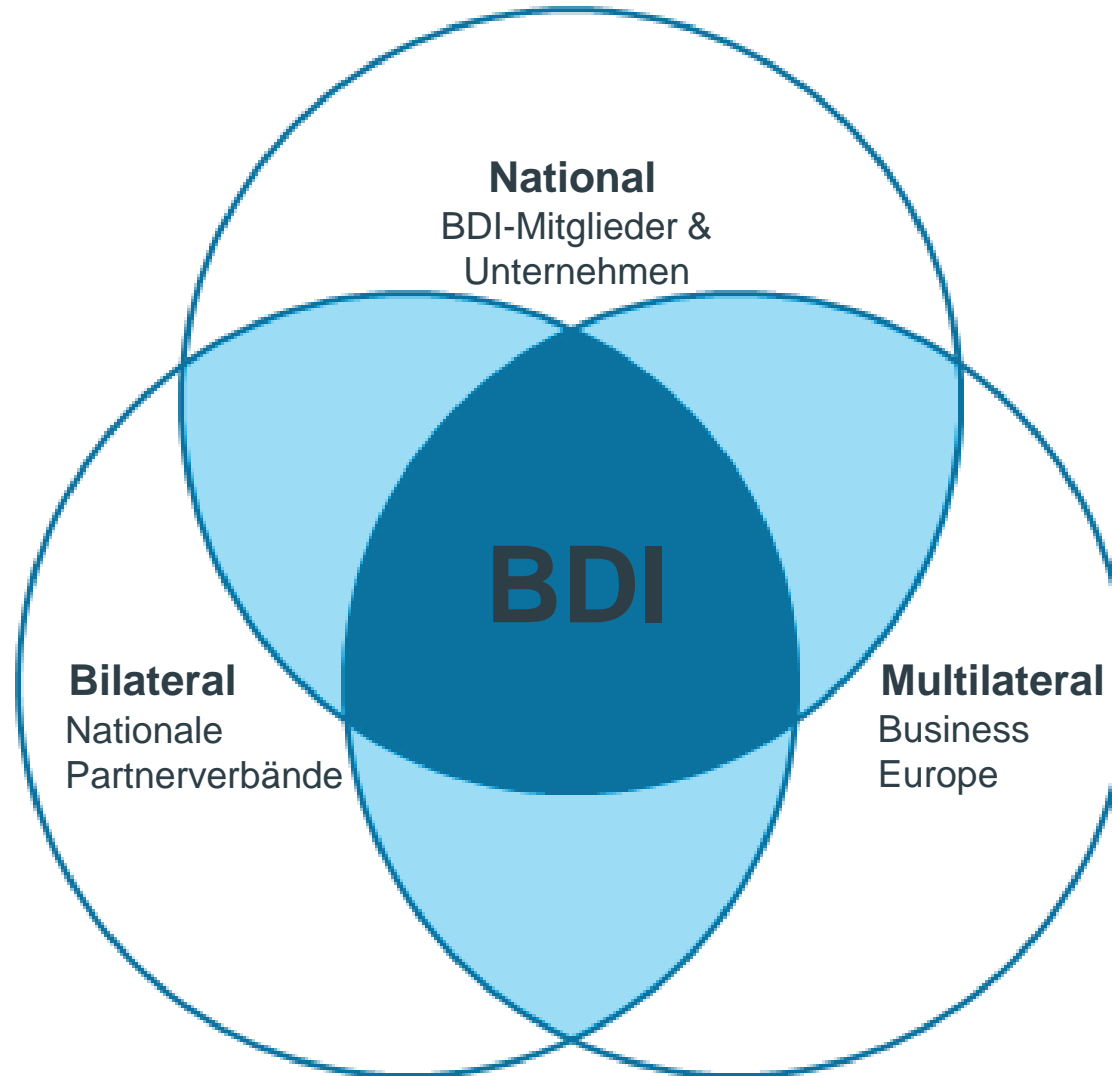 National
BDI-Mitglieder &
Unternehmen
BDI
Bilateral
Nationale
Partnerverbände
Multilateral
Business
Europe